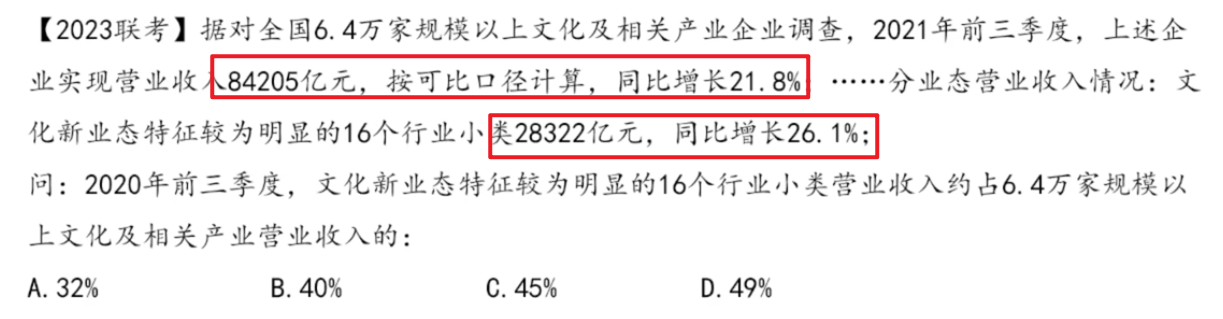 【2023联考】据对全国6.4万家规模以上文化及相关产业企业调查，2021年前三季度，上述企
业实现营业收入84205亿元，按可比口径计算，同比增长21.8%；……分业态营业收入情况：文
化新业态特征较为明显的16个行业小类28322亿元，同比增长26.1%；
问：2020年前三季度，文化新业态特征较为明显的16个行业小类营业收入约占6.4万家规模以
上文化及相关产业营业收入的：
A.32% B.40% C.45% D.49%